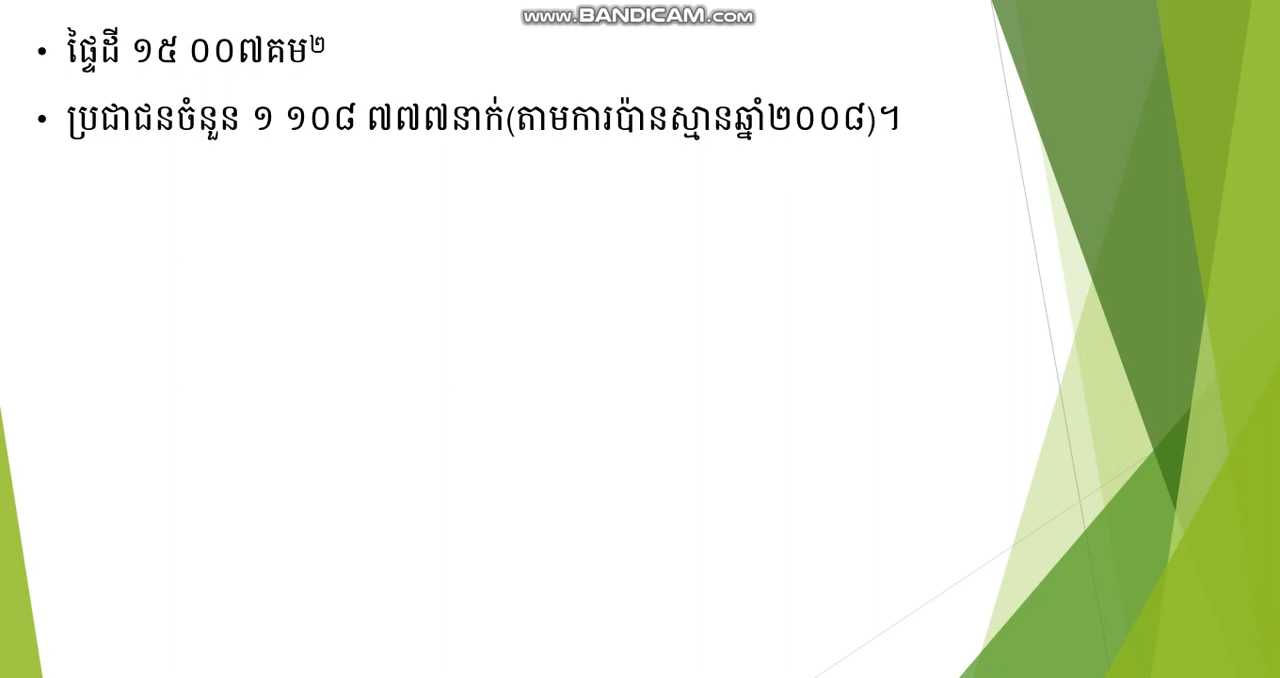 www.BANDICAM.com
• ផ្ទៃដី ១៥ ០០៧គម២
• ប្រជាជនចំនួន ១ ១០៨ ៧៧៧នាក់(តាមការប៉ានស្មានឆ្នាំ២០០៨)។